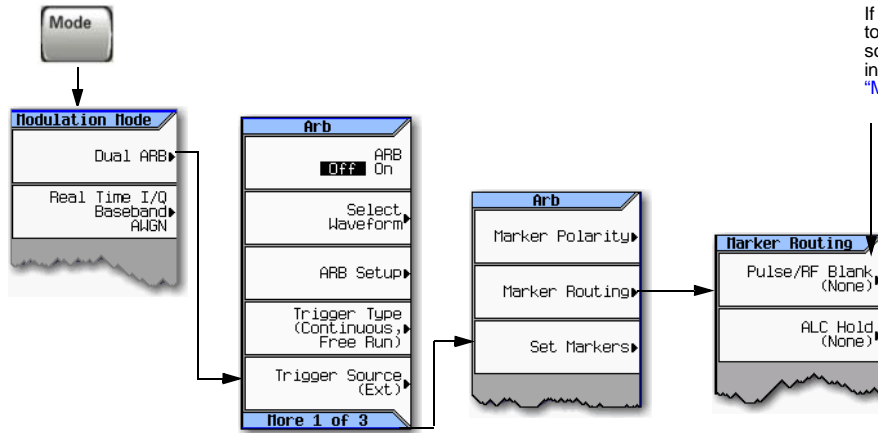 Mode
Modulation Mode
Dual ARB
Real Time I/Q
Baseband
AWGN
Arb
ARB
Off On
Select
Waveform
ARB Setup
Trigger Type
(Continuous,
Free Run)
Trigger Source
(Ext)
More 1 of 3
Arb
Marker Polarity
Marker Routing
Set Markers
If
to
in
"M
Marker Routing
Pulse/RF Blank
(None)
ALC Hold
(None)